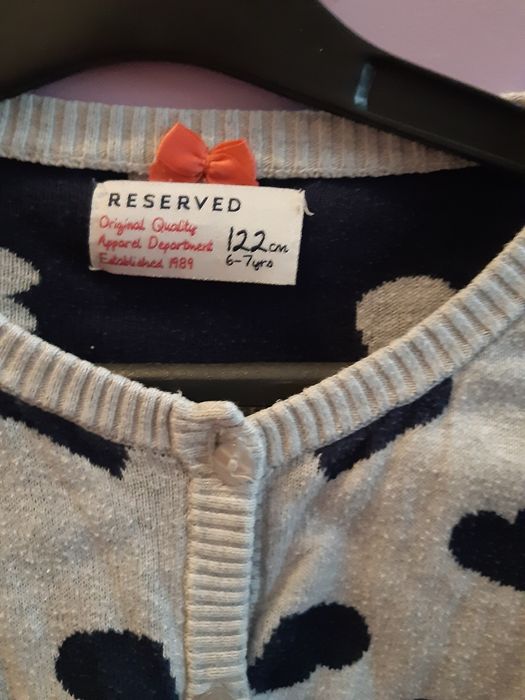 RESERVED
Original Quality
Apparel Department
Established 1989
122cm
6-7yrs